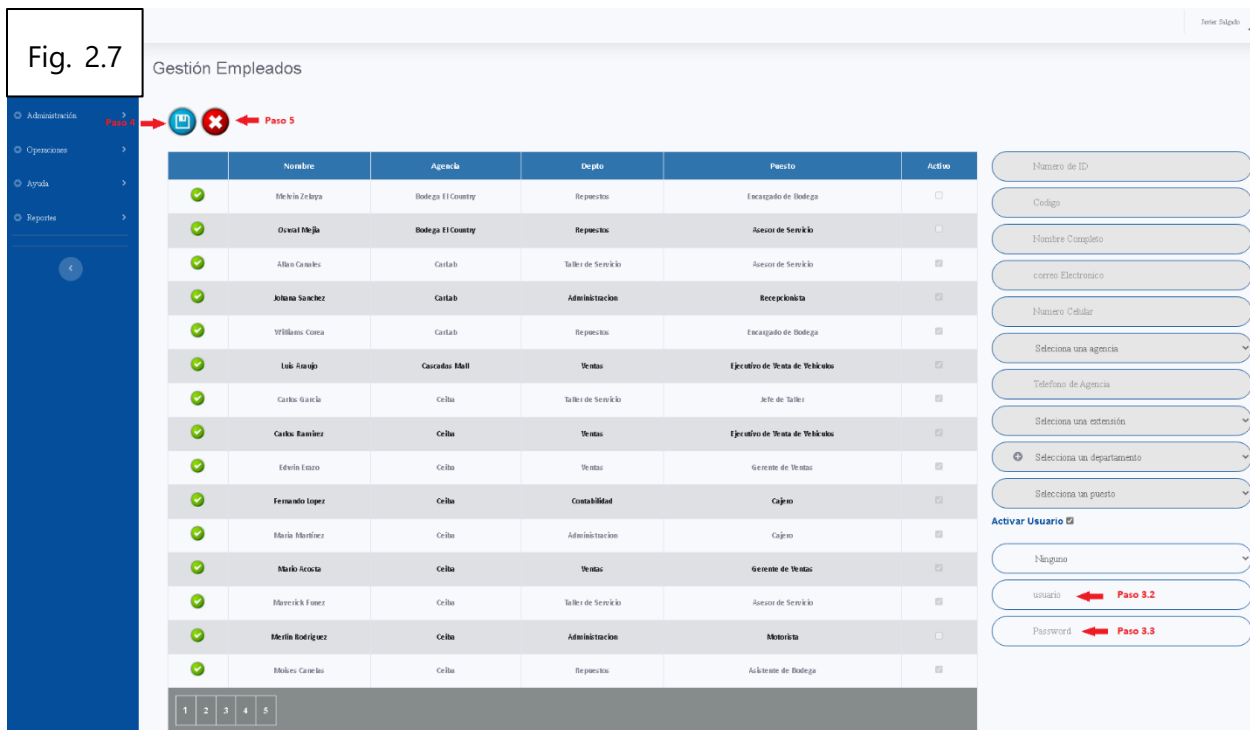 Javier Salgado
Fig. 2.7
Gestión Empleados
Administración
Paso 4
Paso 5
Operaciones
Ayuda
Reportes
Nombre Agencia Depto Puesto Activo
Melvin Zelaya Bodega El Country Repuestos Encargado de Bodega
Oswal Mejia Bodega El Country Repuestos Asesor de Servicio
Allan Canales CarLab Taller de Servicio Asesor de Servicio
Johana Sanchez CarLab Administracion Recepcionista
Williams Corea CarLab Repuestos Encargado de Bodega
Luis Araujo Cascadas Mall Ventas Ejecutivo de Venta de Vehiculos
Carlos Garcia Ceiba Taller de Servicio Jefe de Taller
Carlos Ramirez Ceiba Ventas Ejecutivo de Venta de Vehiculos
Edwin Erazo Ceiba Ventas Gerente de Ventas
Fernando Lopez Ceiba Contabilidad Cajero
Maria Martinez Ceiba Administracion Cajero
Mario Acosta Ceiba Ventas Gerente de Ventas
Maverick Funez Ceiba Taller de Servicio Asesor de Servicio
Merlin Rodriguez Ceiba Administracion Motorista
Moises Canelas Ceiba Repuestos Asistente de Bodega
1 2 3 4 5
Numero de ID
Codigo
Nombre Completo
correo Electronico
Numero Celular
Seleciona una agencia
Telefono de Agencia
Seleciona una extensión
Selecciona un departamento
Selecciona un puesto
Activar Usuario
Ninguno
usuario Paso 3.2
Password Paso 3.3